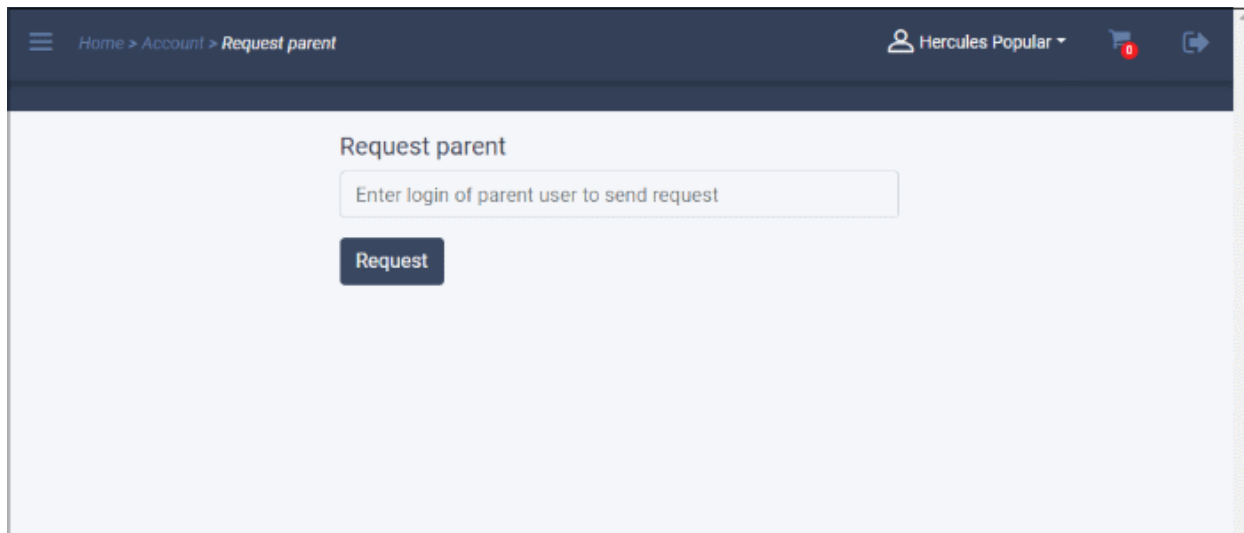 Home > Account > Request parent
Hercules Popular
0
Request parent
Enter login of parent user to send request
Request